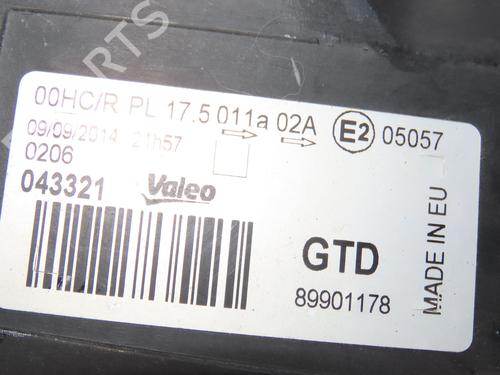 00HC/R PL 17.5 011a 02A E2 05057
09/09/2014 21h57
0206
043321 Valeo
GTD
89901178
MADE IN EU